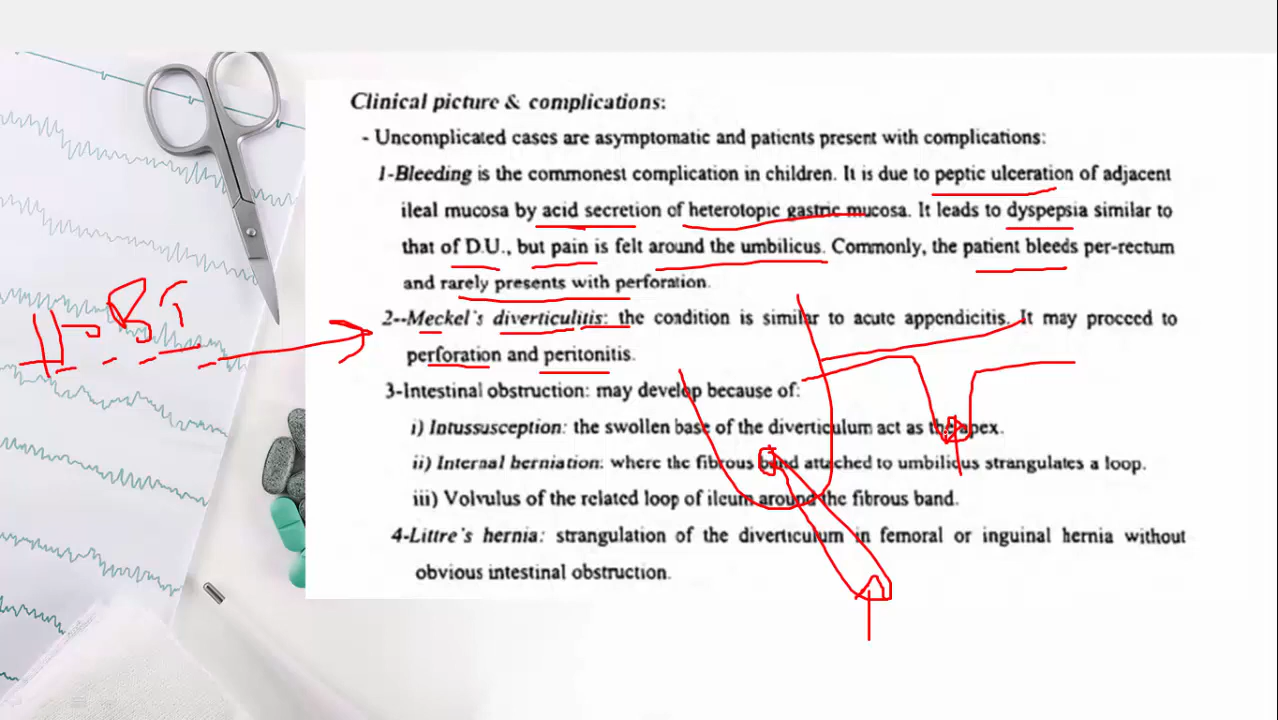 Clinical picture & complications:
- Uncomplicated cases are asymptomatic and patients present with complications:
1-Bleeding is the commonest complication in children. It is due to peptic ulceration of adjacent
ileal mucosa by acid secretion of heterotopic gastric mucosa. It leads to dyspepsia similar to
that of D.U., but pain is felt around the umbilicus. Commonly, the patient bleeds per-rectum
and rarely presents with perforation.
2--Meckel's diverticulitis: the condition is similar to acute appendicitis. It may proceed to
perforation and peritonitis.
3-Intestinal obstruction: may develop because of:
i) Intussusception: the swollen base of the diverticulum act as the apex.
ii) Internal herniation: where the fibrous band attached to umbilicus strangulates a loop.
iii) Volvulus of the related loop of ileum around the fibrous band.
4-Littre's hernia: strangulation of the diverticulum in femoral or inguinal hernia without
obvious intestinal obstruction.